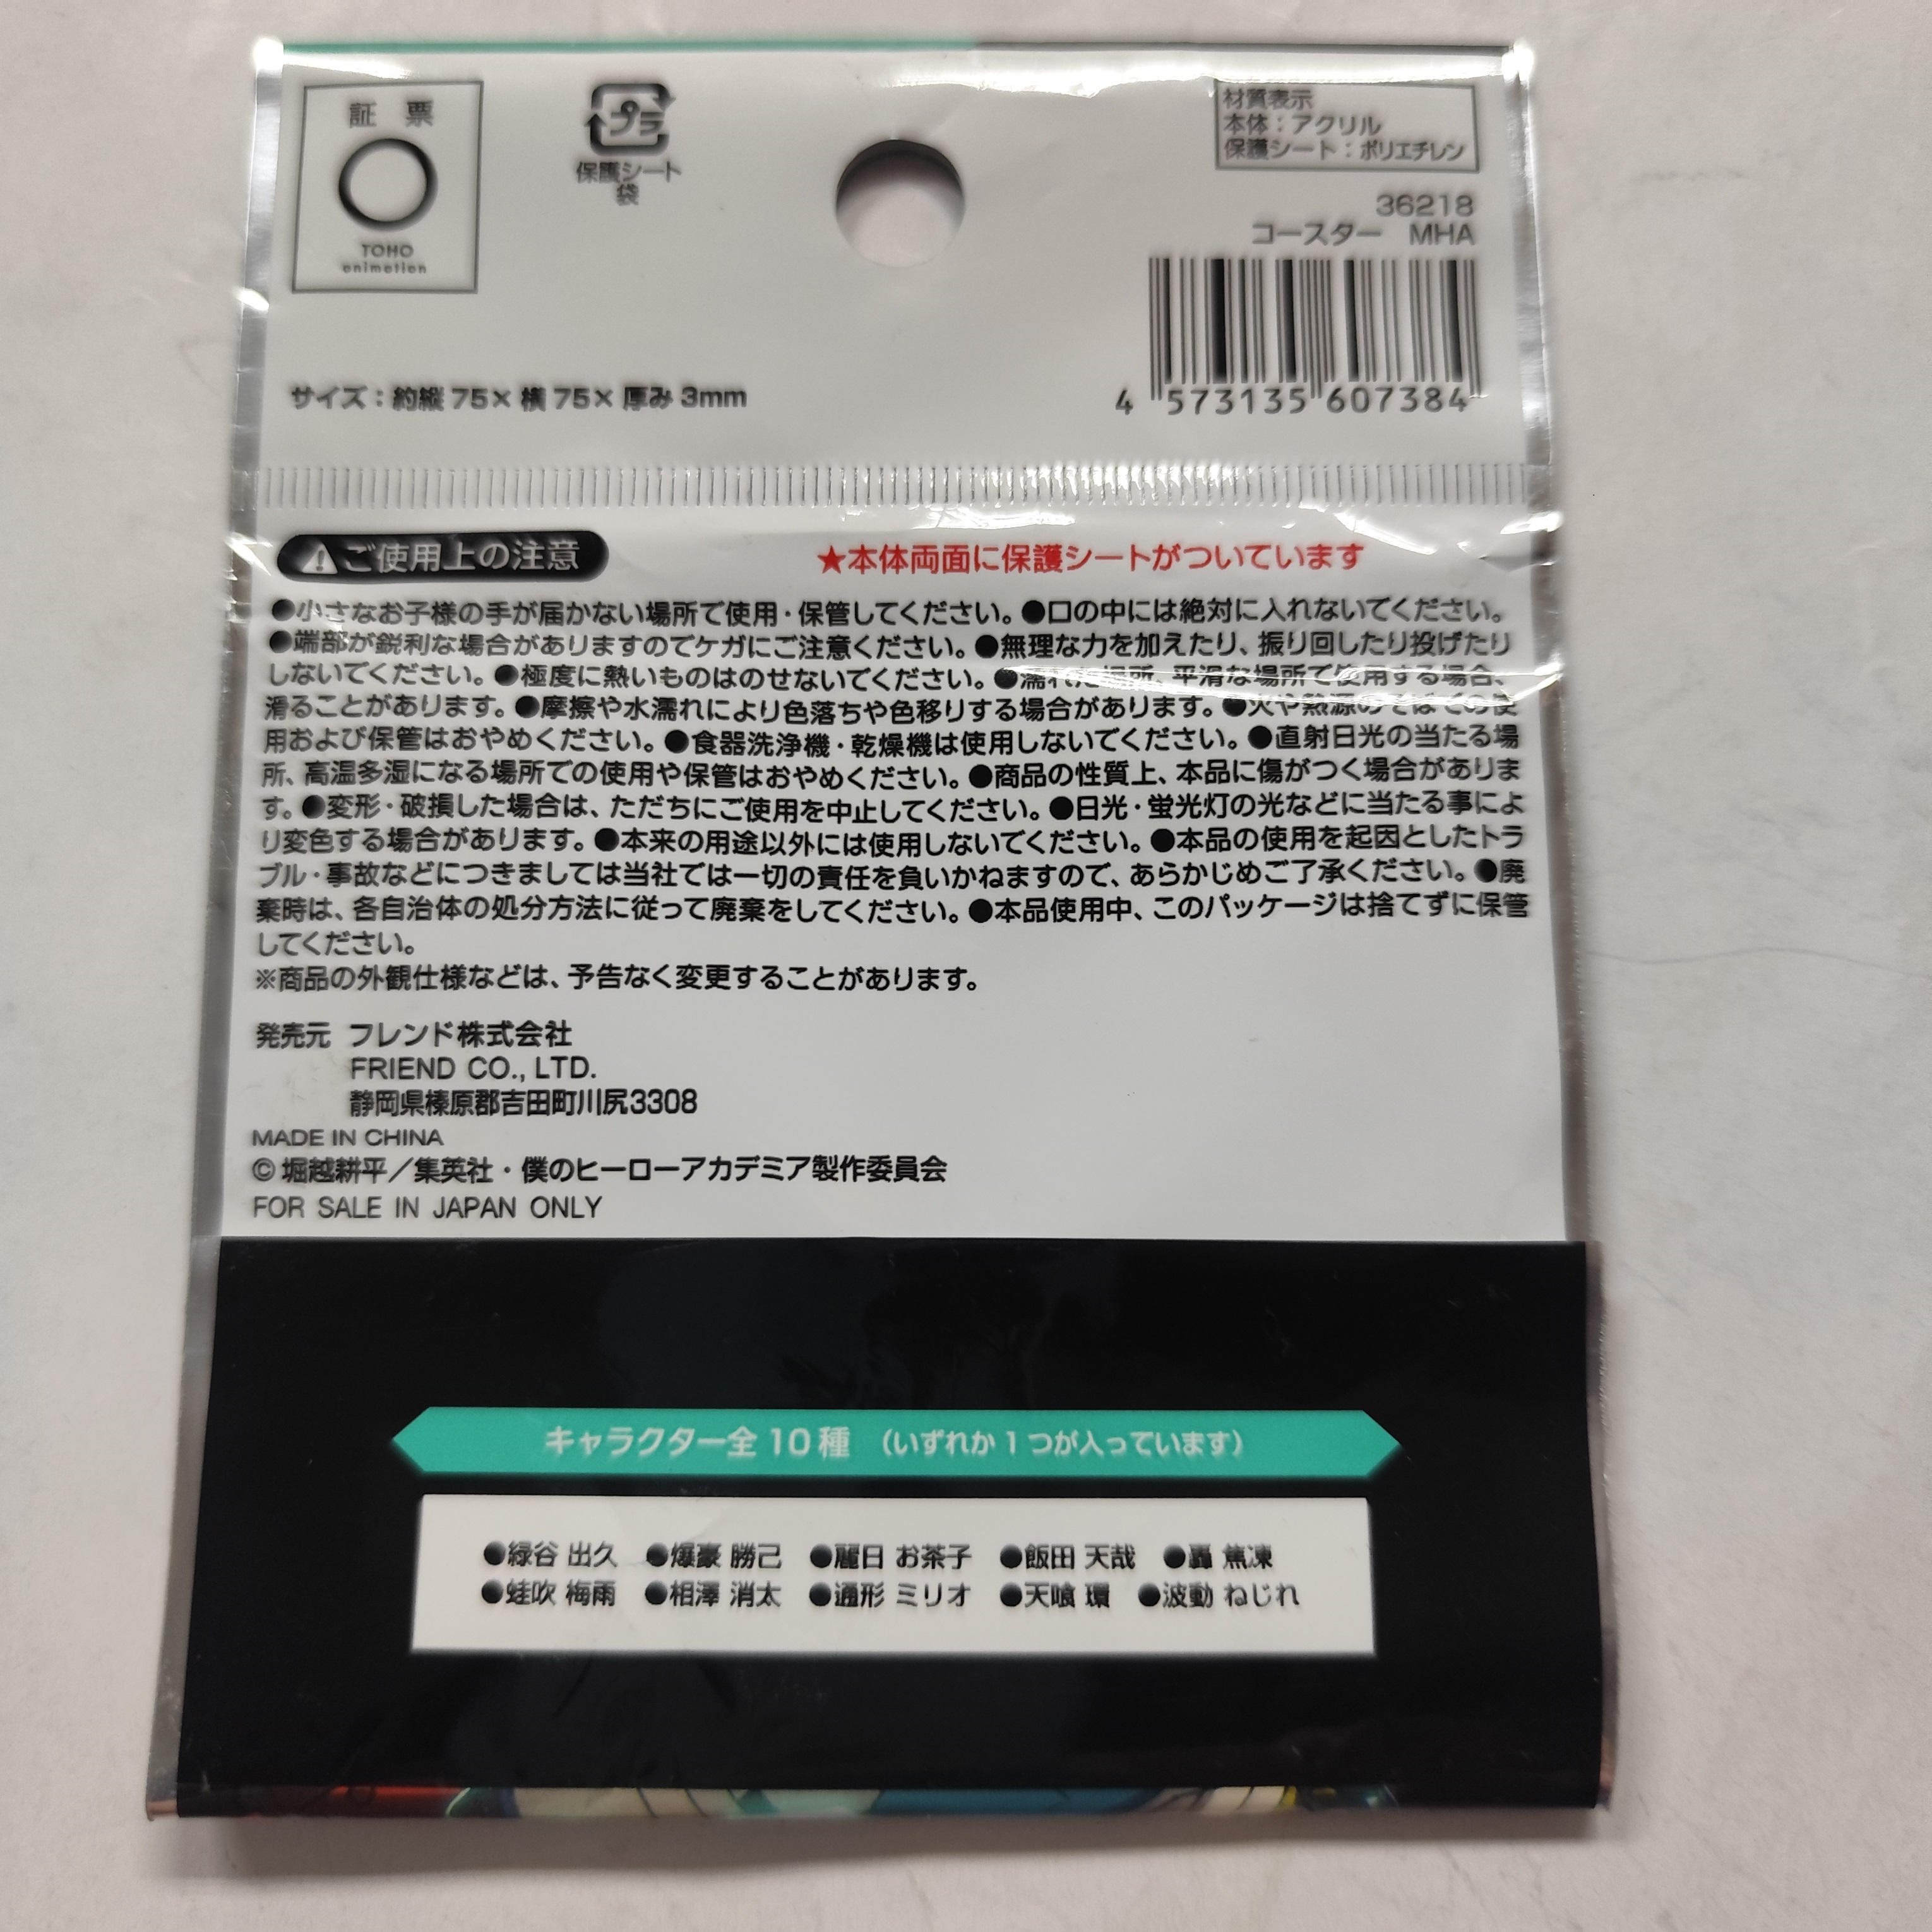 証 票
TOHO
animation
プラ
保護シート
袋
材質表示
本体：アクリル
保護シート：ポリエチレン
36218
コースター MHA
4 573135 607384
サイズ：約縦 75× 横 75× 厚み 3mm
ご使用上の注意
★本体両面に保護シートがついています
●小さなお子様の手が届かない場所で使用・保管してください。●口の中には絶対に入れないでください。
●端部が鋭利な場合がありますのでケガにご注意ください。●無理な力を加えたり、振り回したり投げたり
しないでください。●極度に熱いものはのせないでください。●濡れた場所、平滑な場所で使用する場合、
滑ることがあります。●摩擦や水濡れにより色落ちや色移りする場合があります。●火や熱源のそばでの使
用および保管はおやめください。●食器洗浄機・乾燥機は使用しないでください。●直射日光の当たる場
所、高温多湿になる場所での使用や保管はおやめください。●商品の性質上、本品に傷がつく場合がありま
す。●変形・破損した場合は、ただちにご使用を中止してください。●日光・蛍光灯の光などに当たる事によ
り変色する場合があります。●本来の用途以外には使用しないでください。●本品の使用を起因としたトラ
ブル・事故などにつきましては当社では一切の責任を負いかねますので、あらかじめご了承ください。●廃
棄時は、各自治体の処分方法に従って廃棄をしてください。●本品使用中、このパッケージは捨てずに保管
してください。
※商品の外観仕様などは、予告なく変更することがあります。
発売元 フレンド株式会社
FRIEND CO., LTD.
静岡県榛原郡吉田町川尻3308
MADE IN CHINA
© 堀越耕平／集英社・僕のヒーローアカデミア製作委員会
FOR SALE IN JAPAN ONLY
キャラクター全 10 種 （いずれか 1 つが入っています）
●緑谷 出久 ●爆豪 勝己 ●麗日 お茶子 ●飯田 天哉 ●轟 焦凍
●蛙吹 梅雨 ●相澤 消太 ●通形 ミリオ ●天喰 環 ●波動 ねじれ